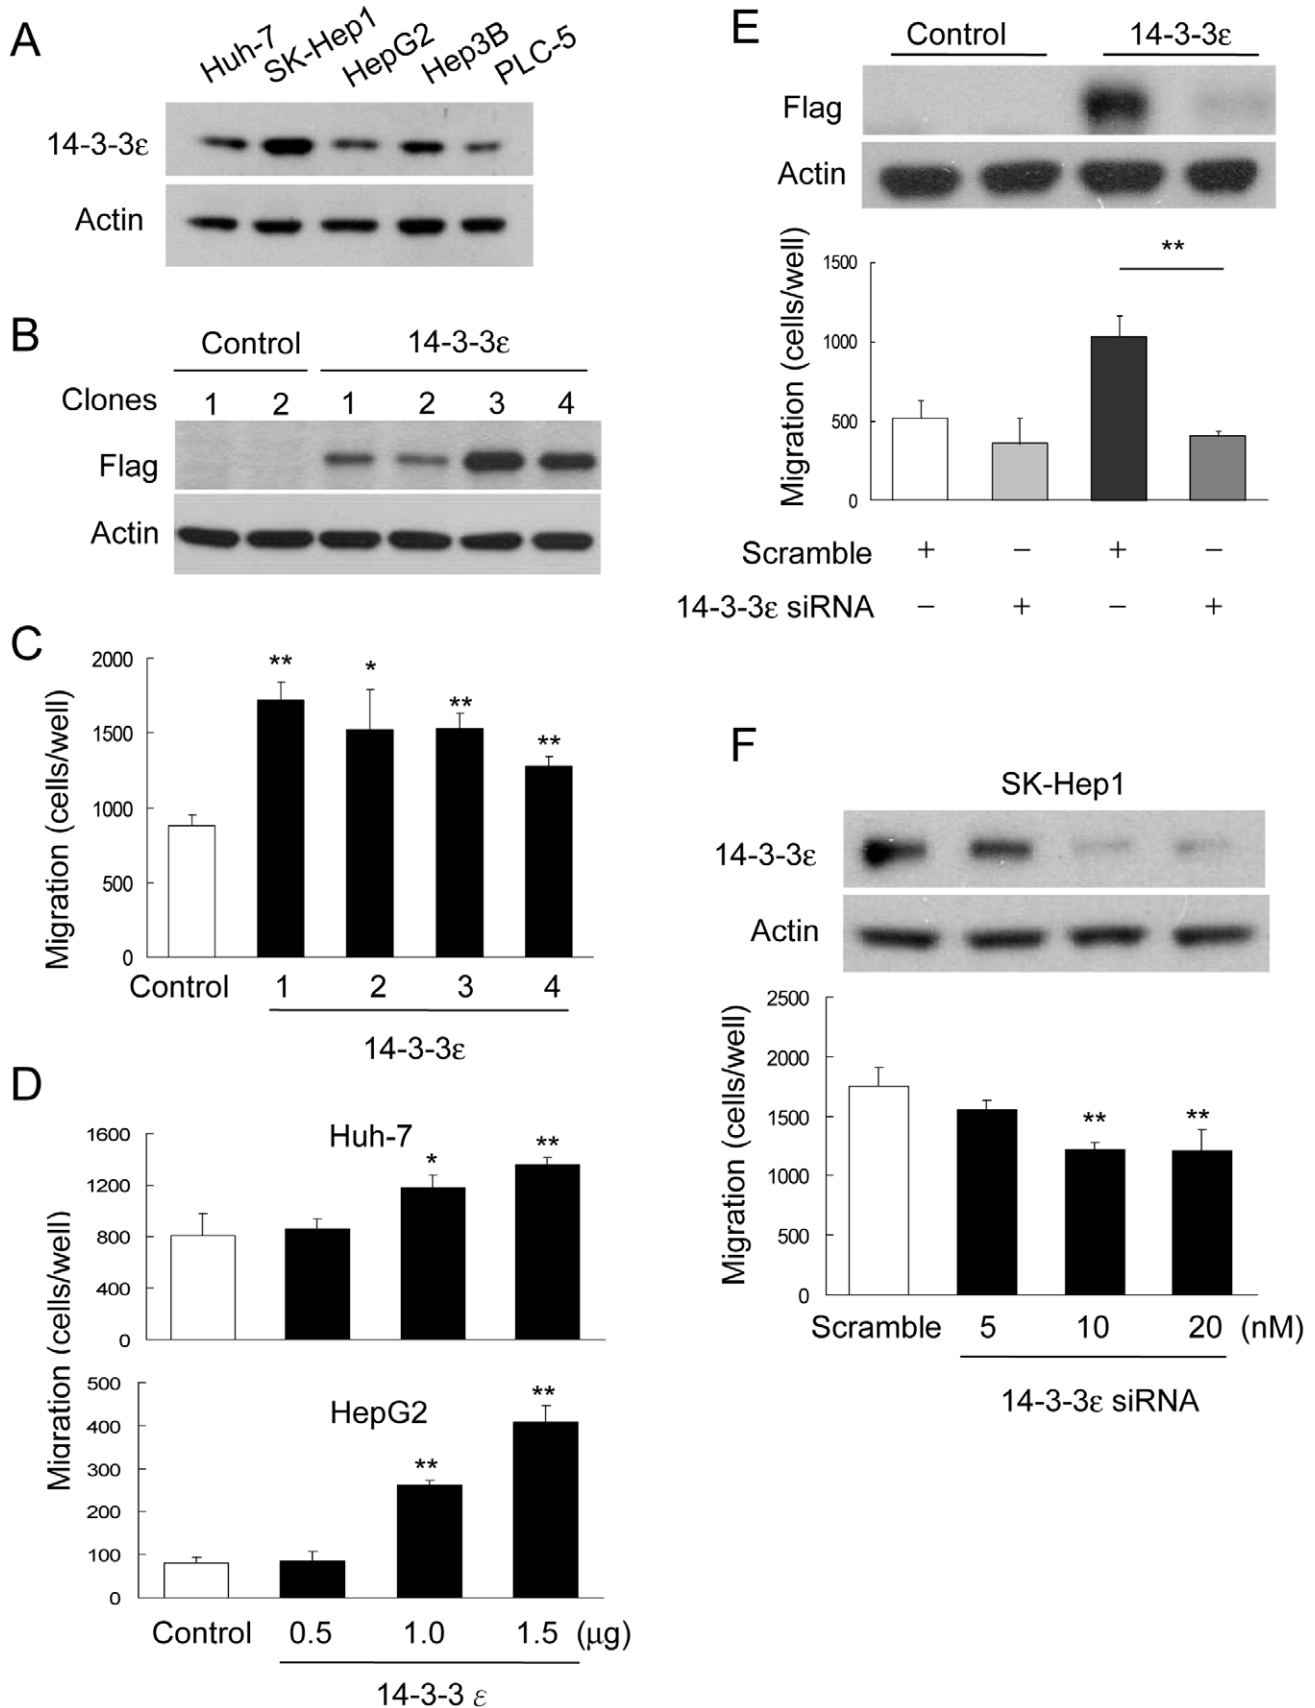 A
Huh-7 SK-Hep1 HepG2 Hep3B PLC-5
14-3-3ε
Actin
B
Control 14-3-3ε
Clones 1 2 1 2 3 4
Flag
Actin
C
Migration (cells/well)
2000
1500
1000
500
0
** * ** **
Control 1 2 3 4
14-3-3ε
D
Migration (cells/well)
Huh-7
1600
1200
800
400
0
* **
HepG2
500
400
300
200
100
0
** **
Control 0.5 1.0 1.5 (μg)
14-3-3 ε
E
Control 14-3-3ε
Flag
Actin
Migration (cells/well)
1500
1000
500
0
**
Scramble + − + −
14-3-3ε siRNA − + − +
F
SK-Hep1
14-3-3ε
Actin
Migration (cells/well)
2500
2000
1500
1000
500
0
** **
Scramble 5 10 20 (nM)
14-3-3ε siRNA